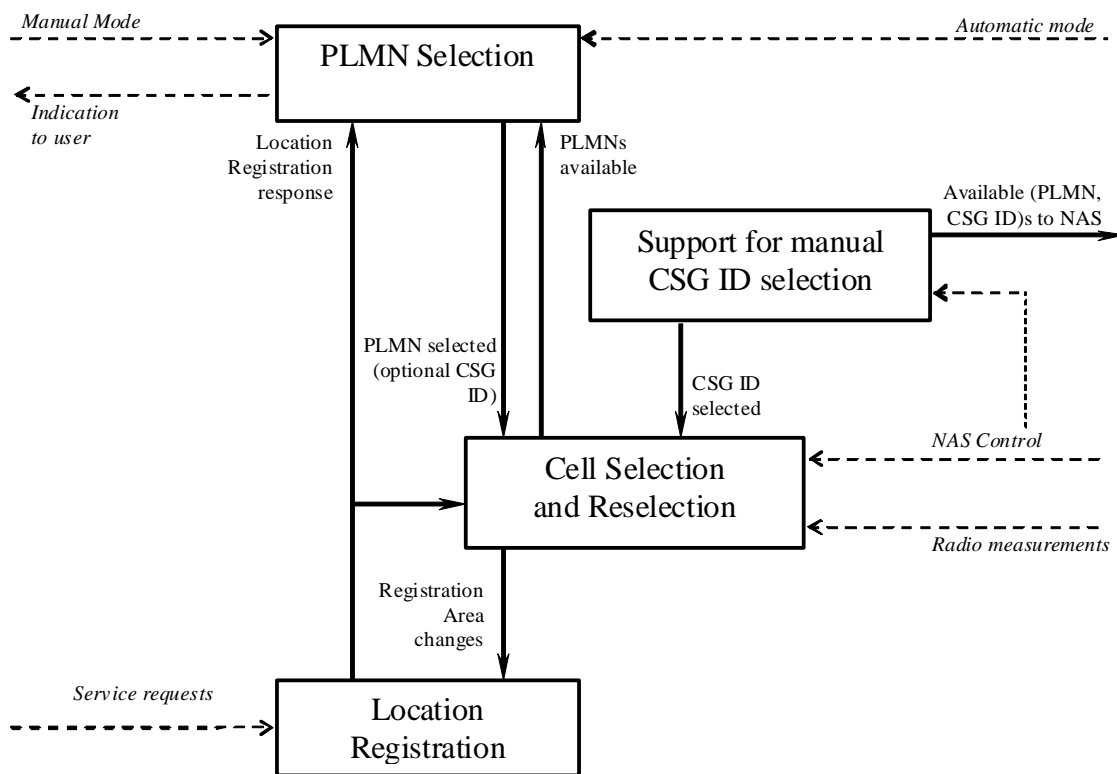 Manual Mode
PLMN Selection
Automatic mode
Indication
to user
Location
Registration
response
PLMNs
available
Available (PLMN,
CSG ID)s to NAS
Support for manual
CSG ID selection
PLMN selected
(optional CSG
ID)
CSG ID
selected
NAS Control
Cell Selection
and Reselection
Radio measurements
Registration
Area
changes
Service requests
Location
Registration